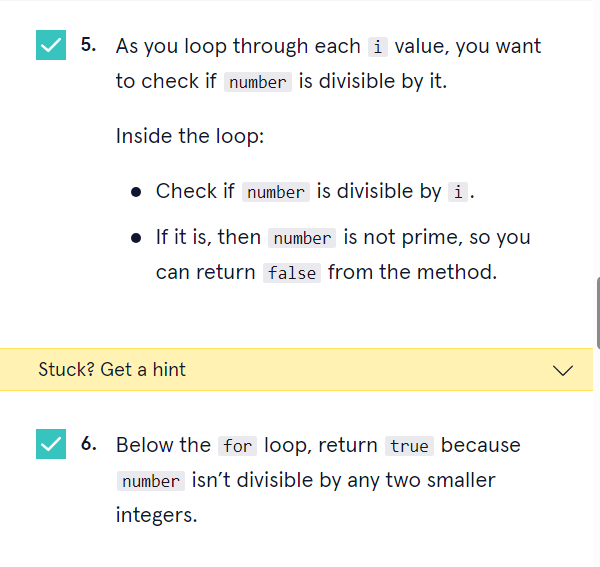 5. As you loop through each i value, you want
to check if number is divisible by it.
Inside the loop:
● Check if number is divisible by i.
● If it is, then number is not prime, so you
can return false from the method.
Stuck? Get a hint
6. Below the for loop, return true because
number isn’t divisible by any two smaller
integers.